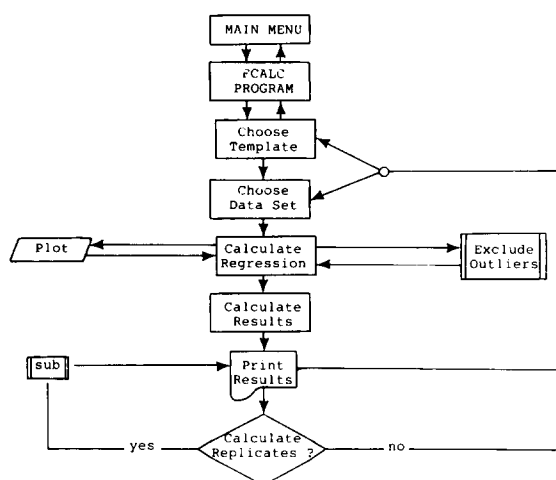 MAIN MENU
FCALC
PROGRAM
Choose
Template
Choose
Data Set
Plot
Calculate
Regression
Exclude
Outliers
Calculate
Results
sub
Print
Results
yes
Calculate
Replicates ?
no